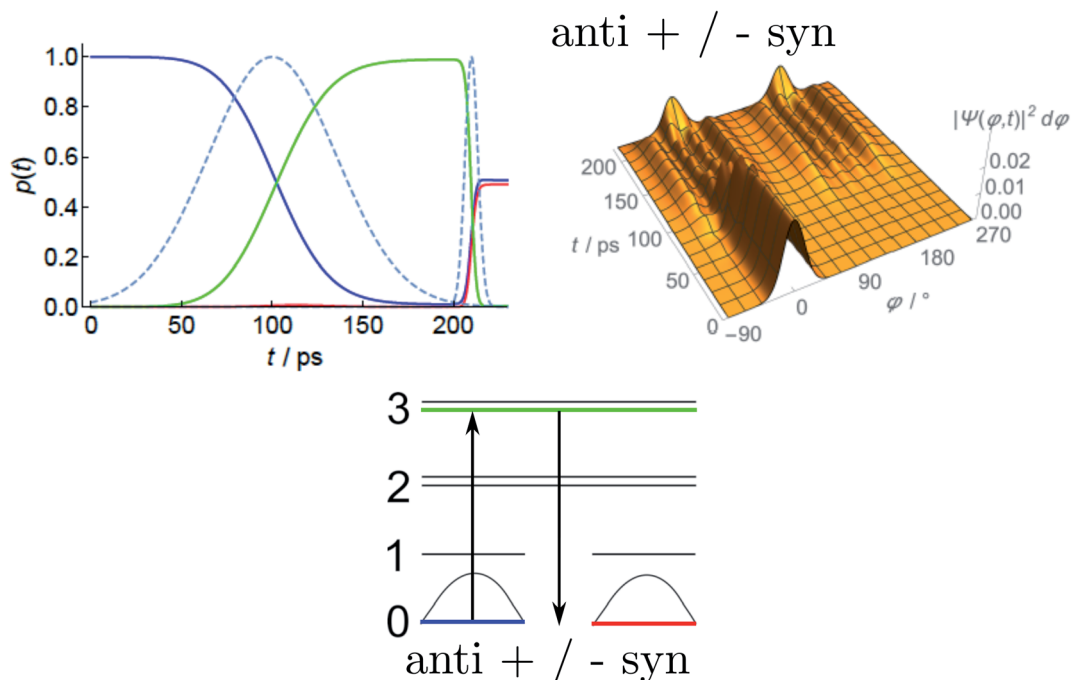 anti + / - syn
1.0
0.8
0.6
0.4
0.2
0.0
p(t)
0 50 100 150 200
t / ps
|Ψ(φ,t)|² dφ
0.02
0.01
0.00
200
150
100
50
0
t / ps
-90
0
90
180
270
φ / °
3
2
1
0
anti + / - syn